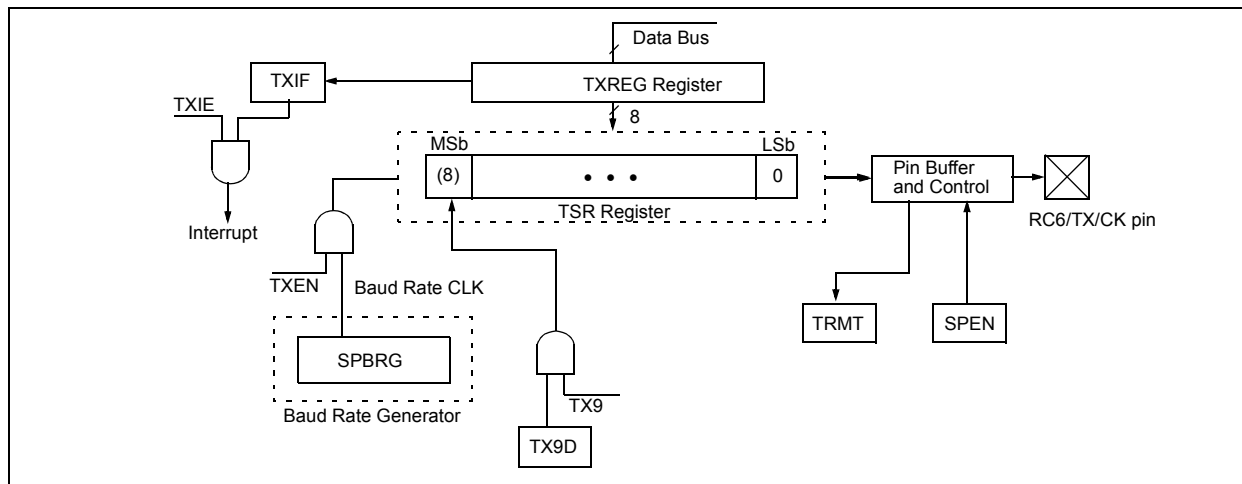 Data Bus
TXIF
TXREG Register
TXIE
8
MSb
LSb
(8)
• • •
0
Pin Buffer
and Control
TSR Register
RC6/TX/CK pin
Interrupt
TXEN
Baud Rate CLK
TRMT
SPEN
SPBRG
TX9
Baud Rate Generator
TX9D